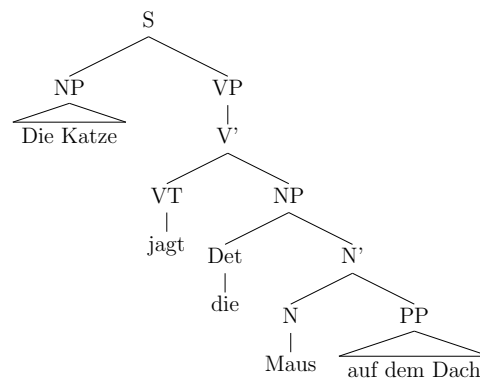 S
NP VP
Die Katze V'
VT NP
jagt Det N'
die N PP
Maus auf dem Dach